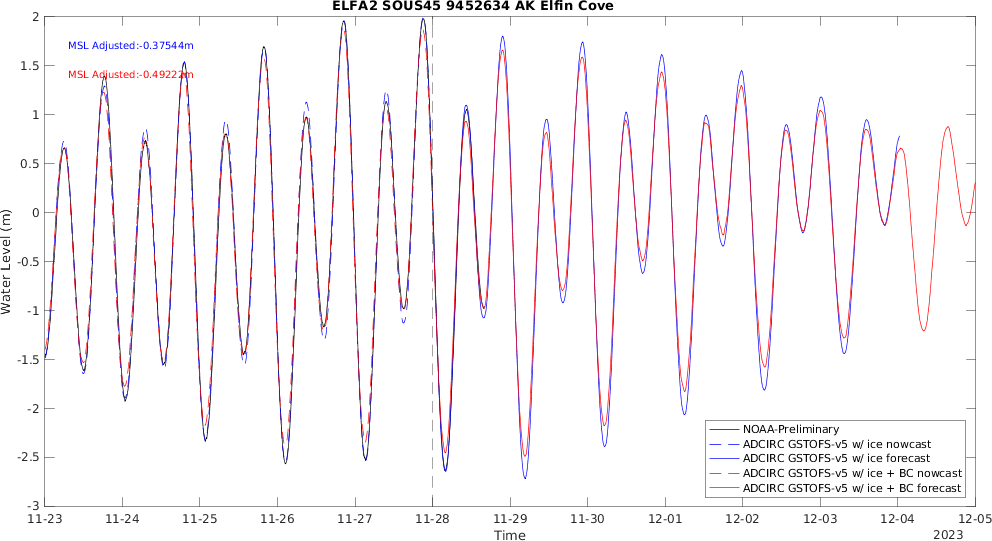 ELFA2 SOUS45 9452634 AK Elfin Cove
MSL Adjusted:-0.37544m
MSL Adjusted:-0.49222m
Water Level (m)
2
1.5
1
0.5
0
-0.5
-1
-1.5
-2
-2.5
-3
NOAA-Preliminary
ADCIRC GSTOFS-v5 w/ ice nowcast
ADCIRC GSTOFS-v5 w/ ice forecast
ADCIRC GSTOFS-v5 w/ ice + BC nowcast
ADCIRC GSTOFS-v5 w/ ice + BC forecast
11-23 11-24 11-25 11-26 11-27 11-28 11-29 11-30 12-01 12-02 12-03 12-04 12-05
Time
2023